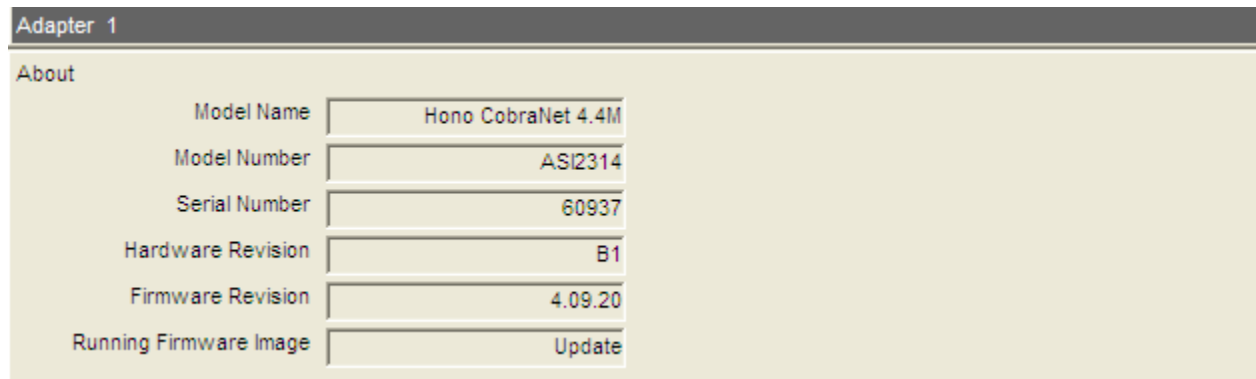 Adapter 1
About
Model Name Hono CobraNet 4.4M
Model Number ASI2314
Serial Number 60937
Hardware Revision B1
Firmware Revision 4.09.20
Running Firmware Image Update